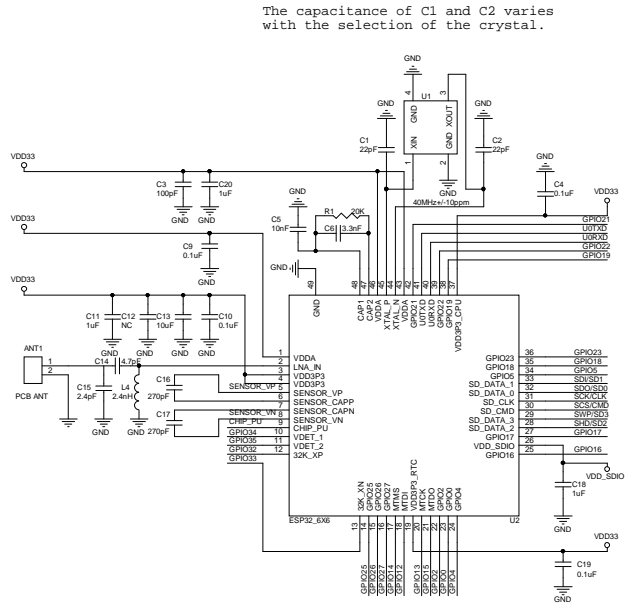 The capacitance of C1 and C2 varies
with the selection of the crystal.
GND
4
3
U1
GND
GND
GND
XOUT
C1
22pF
C2
22pF
XIN
GND
1
2
GND
VDD33
C3
100pF
C20
1uF
GND
GND
GND
C4
0.1uF
VDD33
40MHz+/-10ppm
GND
R1
20K
C5
10nF
C6
3.3nF
GPIO21
U0TXD
U0RXD
GPIO22
GPIO19
VDD33
C9
0.1uF
GND
GND
49
48
47
46
45
44
43
42
41
40
39
38
37
GND
CAP1
CAP2
VDDA
XTAL_P
XTAL_N
VDDA
GPIO21
U0TXD
U0RXD
GPIO22
GPIO19
VDD3P3_CPU
VDD33
C11
1uF
C12
NC
C13
10uF
C10
0.1uF
GND
GND
GND
GND
ANT1
1
2
PCB ANT
C14
4.7pF
C15
2.4pF
L4
2.4nH
C16
270pF
C17
270pF
GND
GND
GND
SENSOR_VP
SENSOR_VN
CHIP_PU
GPIO34
GPIO35
GPIO32
GPIO33
1 VDDA
2 LNA_IN
3 VDD3P3
4 VDD3P3
5 SENSOR_VP
6 SENSOR_CAPP
7 SENSOR_CAPN
8 SENSOR_VN
9 CHIP_PU
10 VDET_1
11 VDET_2
12 32K_XP
GPIO23 36 GPIO23
GPIO18 35 GPIO18
GPIO5 34 GPIO5
SD_DATA_1 33 SDI/SD1
SD_DATA_0 32 SDO/SD0
SD_CLK 31 SCK/CLK
SD_CMD 30 SCS/CMD
SD_DATA_3 29 SWP/SD3
SD_DATA_2 28 SHD/SD2
GPIO17 27 GPIO17
VDD_SDIO 26
GPIO16 25 GPIO16
VDD_SDIO
C18
1uF
GND
32K_XN
GPIO25
GPIO26
GPIO27
MTMS
MTDI
VDD3P3_RTC
MTCK
MTDO
GPIO2
GPIO0
GPIO4
ESP32_6X6
U2
13
14
15
16
17
18
19
20
21
22
23
24
GPIO25
GPIO26
GPIO27
GPIO14
GPIO12
GPIO13
GPIO15
GPIO2
GPIO0
GPIO4
VDD33
C19
0.1uF
GND